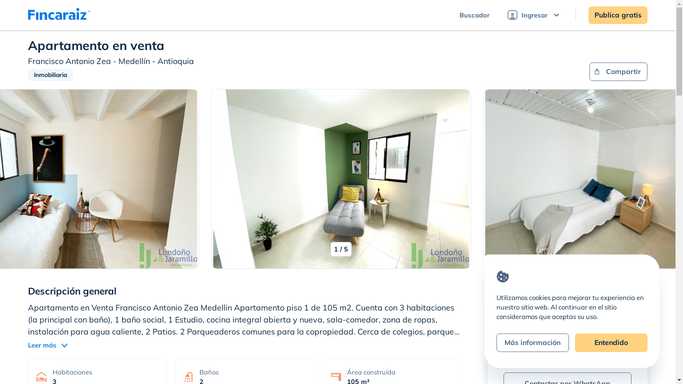 Fincaraiz
Buscador
Ingresar
Publica gratis
Apartamento en venta
Francisco Antonio Zea - Medellín - Antioquia
Inmobiliaria
Compartir
Londoño
Jaramillo
1 / 5
Londoño
Jaramillo
Descripción general
Apartamento en Venta Francisco Antonio Zea Medellin Apartamento piso 1 de 105 m2. Cuenta con 3 habitaciones
(la principal con baño), 1 baño social, 1 Estudio, cocina integral abierta y nueva, sala-comedor, zona de ropas,
instalación para agua caliente, 2 Patios. 2 Parqueaderos comunes para la copropiedad. Cerca de colegios, parque...
Leer más
Habitaciones
3
Baños
2
Área construida
105 m²
Utilizamos cookies para mejorar tu experiencia en
nuestro sitio web. Al continuar en el sitio
consideramos que aceptas su uso.
Más información
Entendido
Contactar por WhatsApp